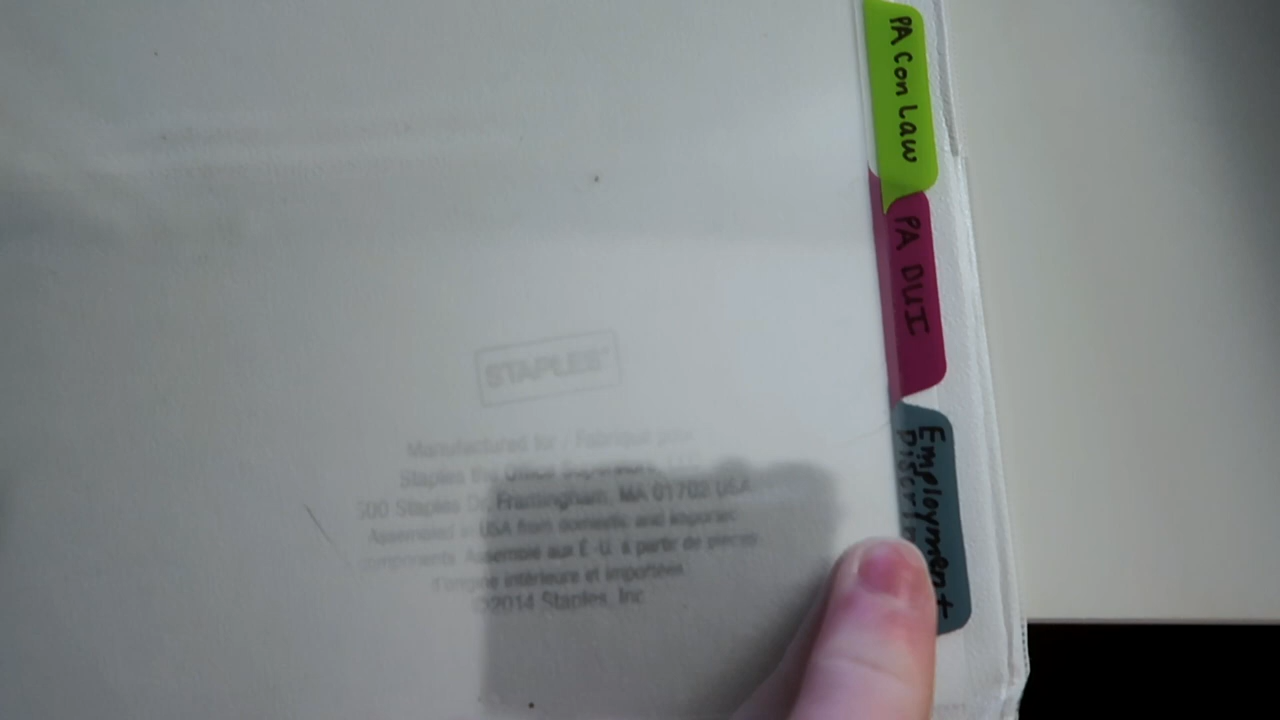 PA Con Law
PA DUI
Employment
STAPLES
Manufactured for / Fabriqué pour
Staples the Office Superstore, LLC
500 Staples Dr, Framingham, MA 01702 USA
Assembled in USA from domestic and imported
components. Assemblé aux É.-U. à partir de pièces
d'origine intérieure et importées
©2014 Staples, Inc